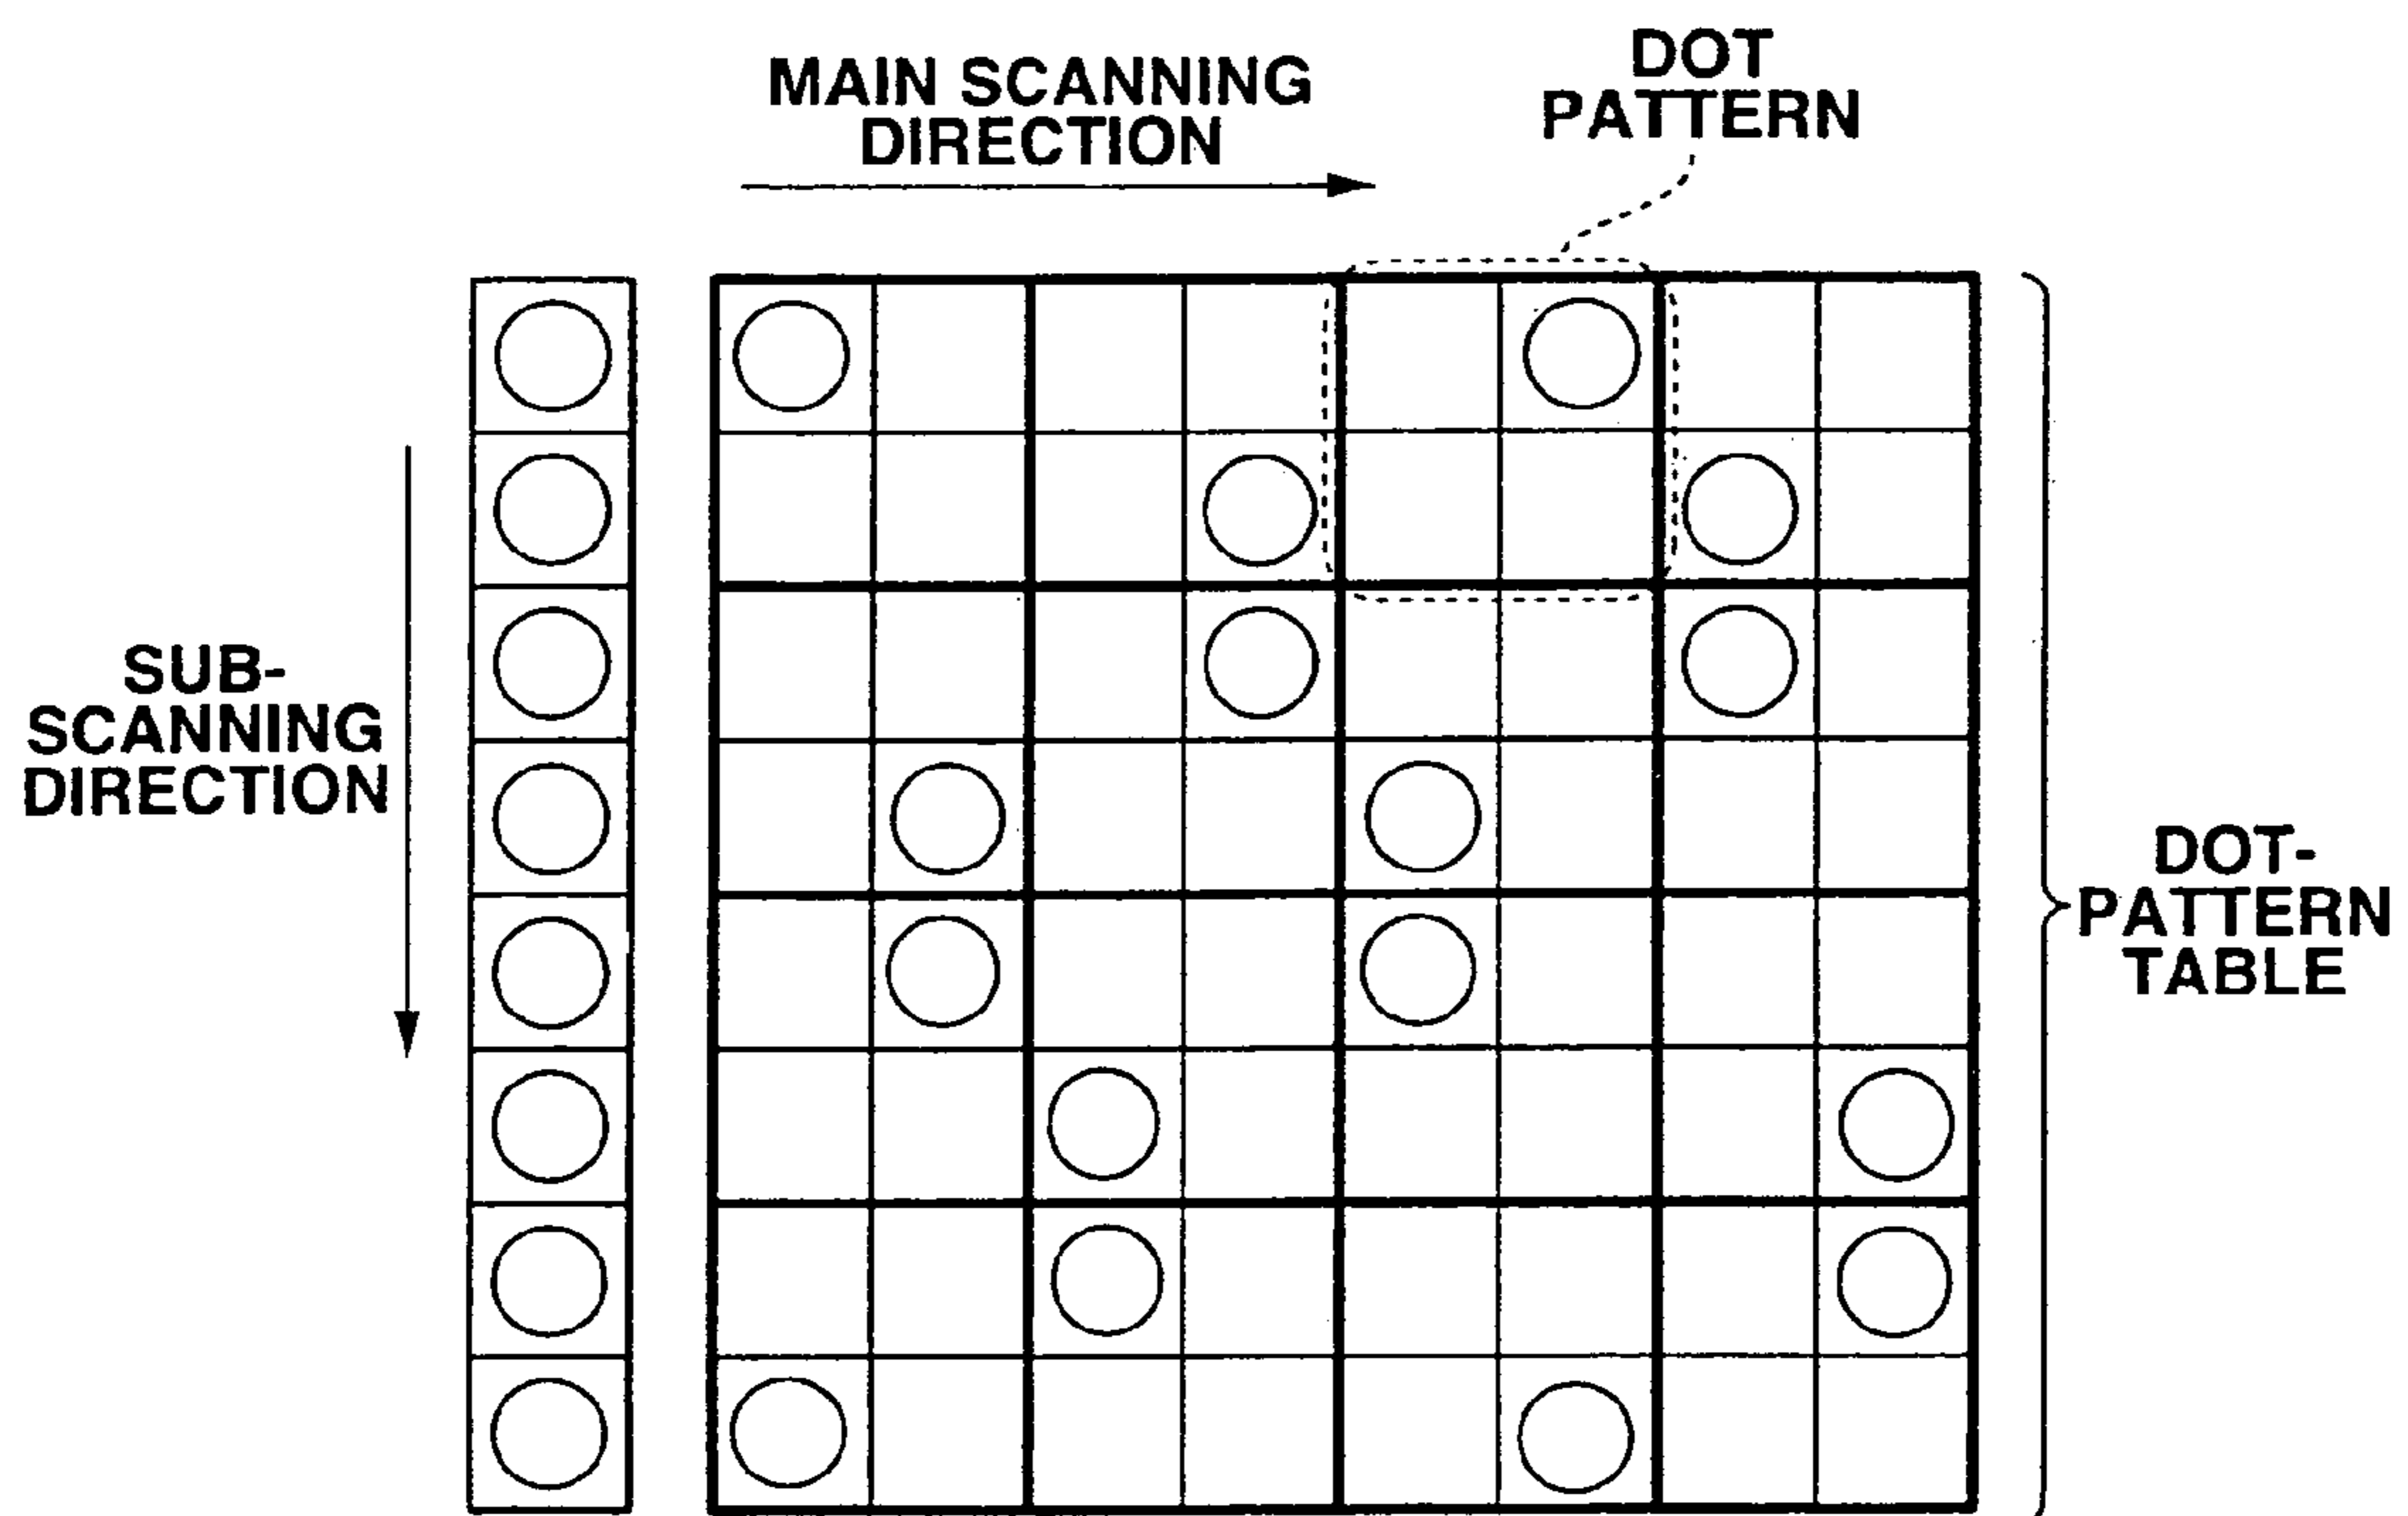 MAIN SCANNING
DIRECTION
DOT
PATTERN
SUB-
SCANNING
DIRECTION
DOT-
PATTERN
TABLE